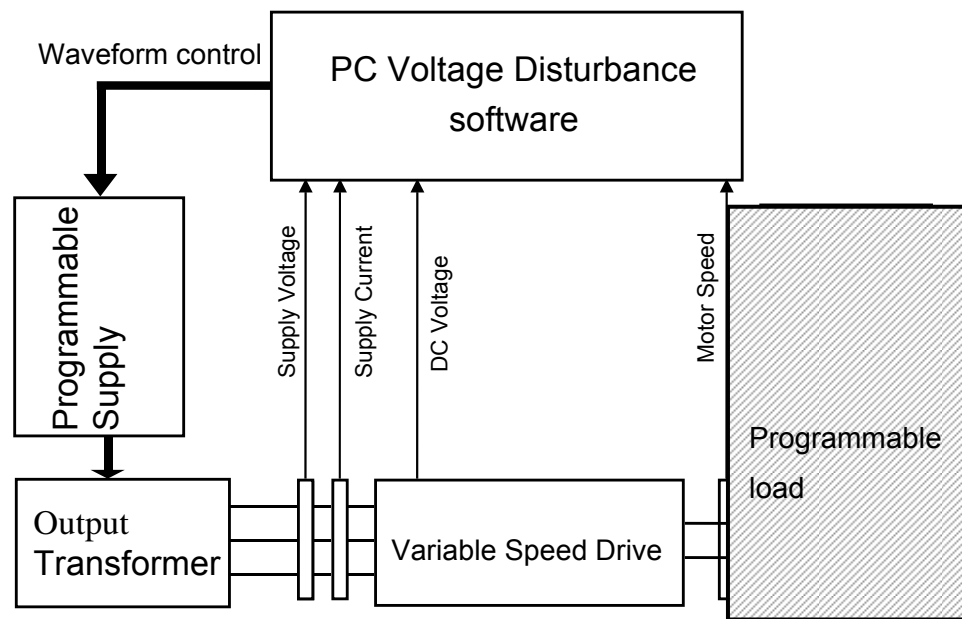 Waveform control
PC Voltage Disturbance
software
Programmable
Supply
Supply Voltage
Supply Current
DC Voltage
Motor Speed
Programmable
load
Output
Transformer
Variable Speed Drive